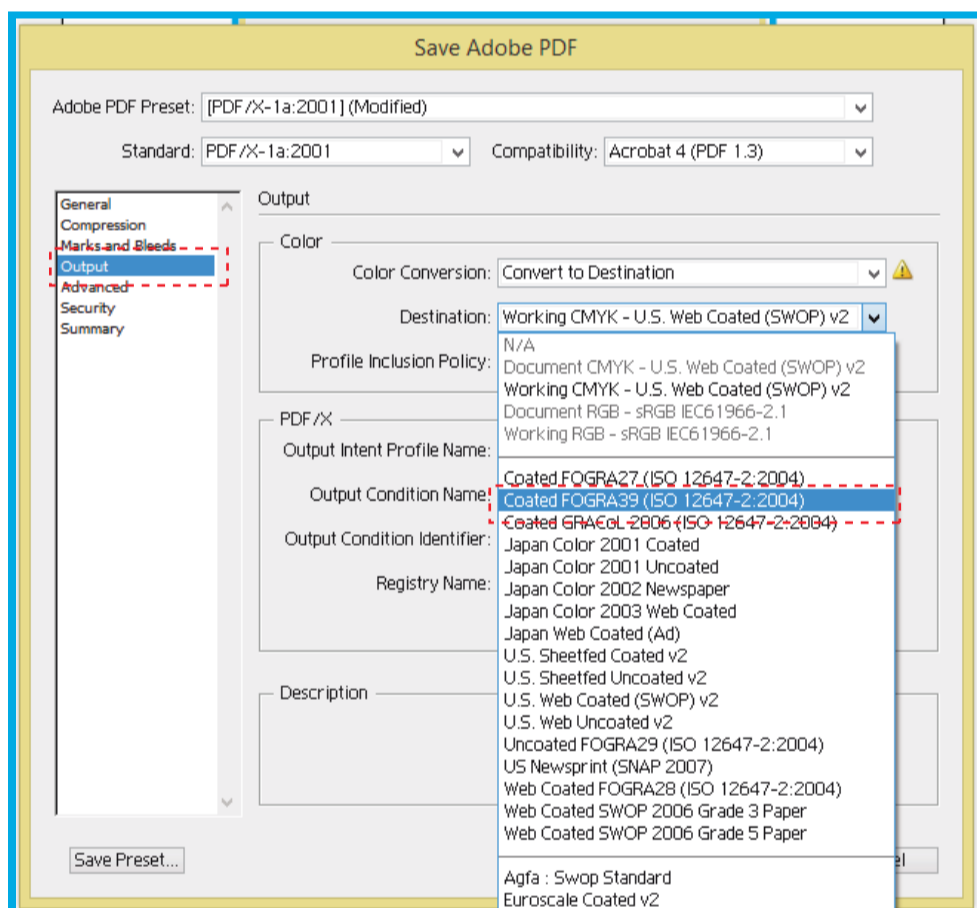 Save Adobe PDF
Adobe PDF Preset: [PDF/X-1a:2001] (Modified)
Standard: PDF/X-1a:2001 Compatibility: Acrobat 4 (PDF 1.3)
General
Compression
Marks and Bleeds
Output
Advanced
Security
Summary
Output
Color
Color Conversion: Convert to Destination
Destination: Working CMYK - U.S. Web Coated (SWOP) v2
Profile Inclusion Policy:
N/A
Document CMYK - U.S. Web Coated (SWOP) v2
Working CMYK - U.S. Web Coated (SWOP) v2
Document RGB - sRGB IEC61966-2.1
Working RGB - sRGB IEC61966-2.1
Coated FOGRA27 (ISO 12647-2:2004)
Coated FOGRA39 (ISO 12647-2:2004)
Coated GRACoL 2006 (ISO 12647-2:2004)
Japan Color 2001 Coated
Japan Color 2001 Uncoated
Japan Color 2002 Newspaper
Japan Color 2003 Web Coated
Japan Web Coated (Ad)
U.S. Sheetfed Coated v2
U.S. Sheetfed Uncoated v2
U.S. Web Coated (SWOP) v2
U.S. Web Uncoated v2
Uncoated FOGRA29 (ISO 12647-2:2004)
US Newsprint (SNAP 2007)
Web Coated FOGRA28 (ISO 12647-2:2004)
Web Coated SWOP 2006 Grade 3 Paper
Web Coated SWOP 2006 Grade 5 Paper
Agfa : Swop Standard
Euroscale Coated v2
PDF/X
Output Intent Profile Name:
Output Condition Name:
Output Condition Identifier:
Registry Name:
Description
Save Preset...